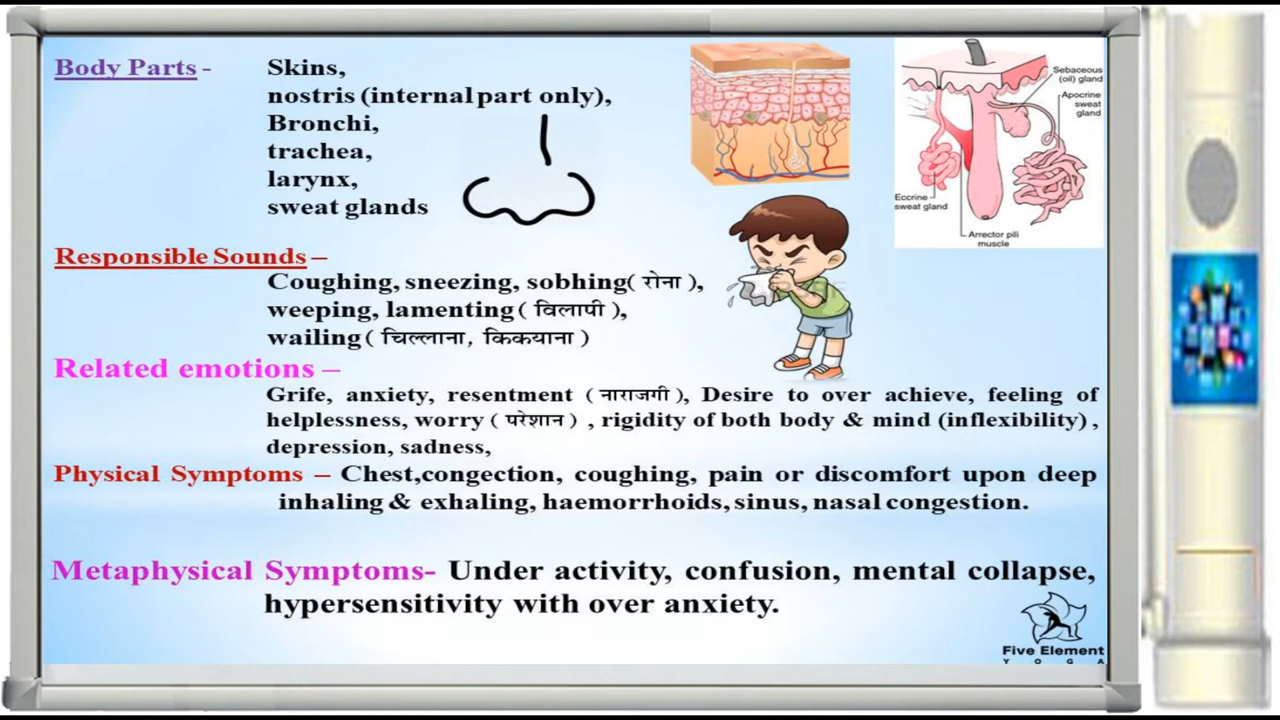 Body Parts - Skins,
nostris (internal part only),
Bronchi,
trachea,
larynx,
sweat glands
Sebaceous
(oil) gland
Apocrine
sweat
gland
Eccrine
sweat gland
Arrector pili
muscle
Responsible Sounds –
Coughing, sneezing, sobhing( रोना ),
weeping, lamenting ( विलापी ),
wailing ( चिल्लाना, किकयाना )
Related emotions –
Grife, anxiety, resentment ( नाराजगी ), Desire to over achieve, feeling of
helplessness, worry ( परेशान ) , rigidity of both body & mind (inflexibility) ,
depression, sadness,
Physical Symptoms – Chest,congection, coughing, pain or discomfort upon deep
inhaling & exhaling, haemorrhoids, sinus, nasal congestion.
Metaphysical Symptoms- Under activity, confusion, mental collapse,
hypersensitivity with over anxiety.
Five Element
YOGA